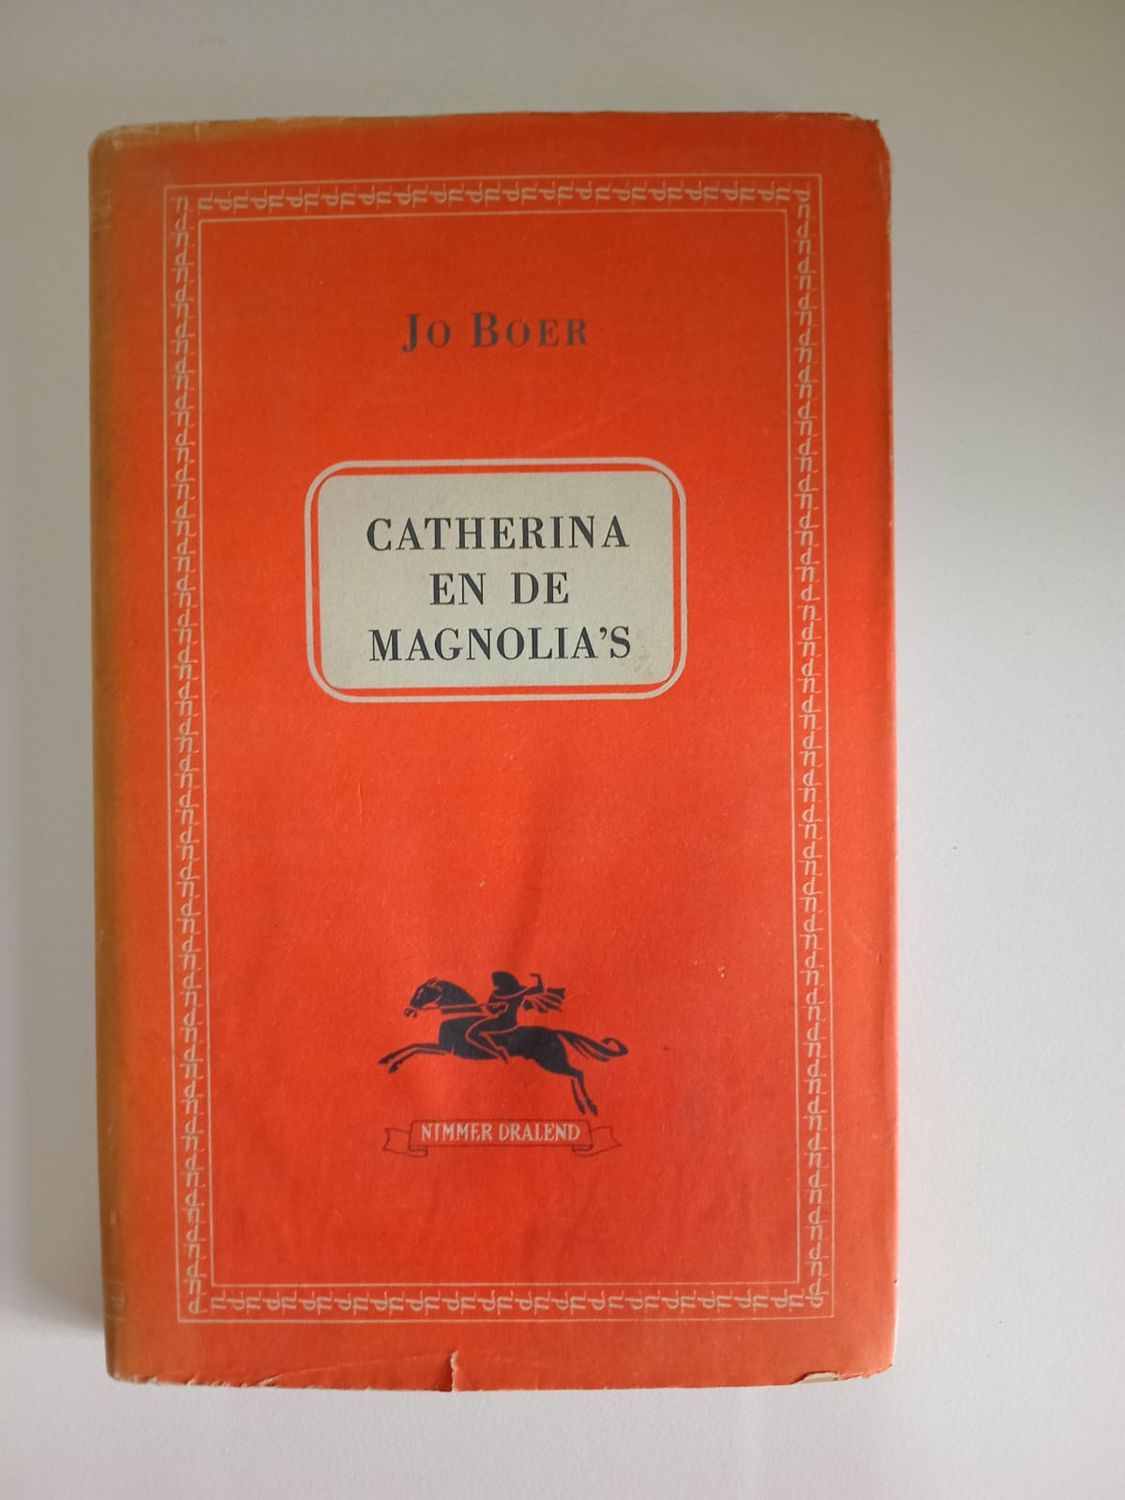 Jo Boer
CATHERINA
EN DE
MAGNOLIA'S
NIMMER DRALEND